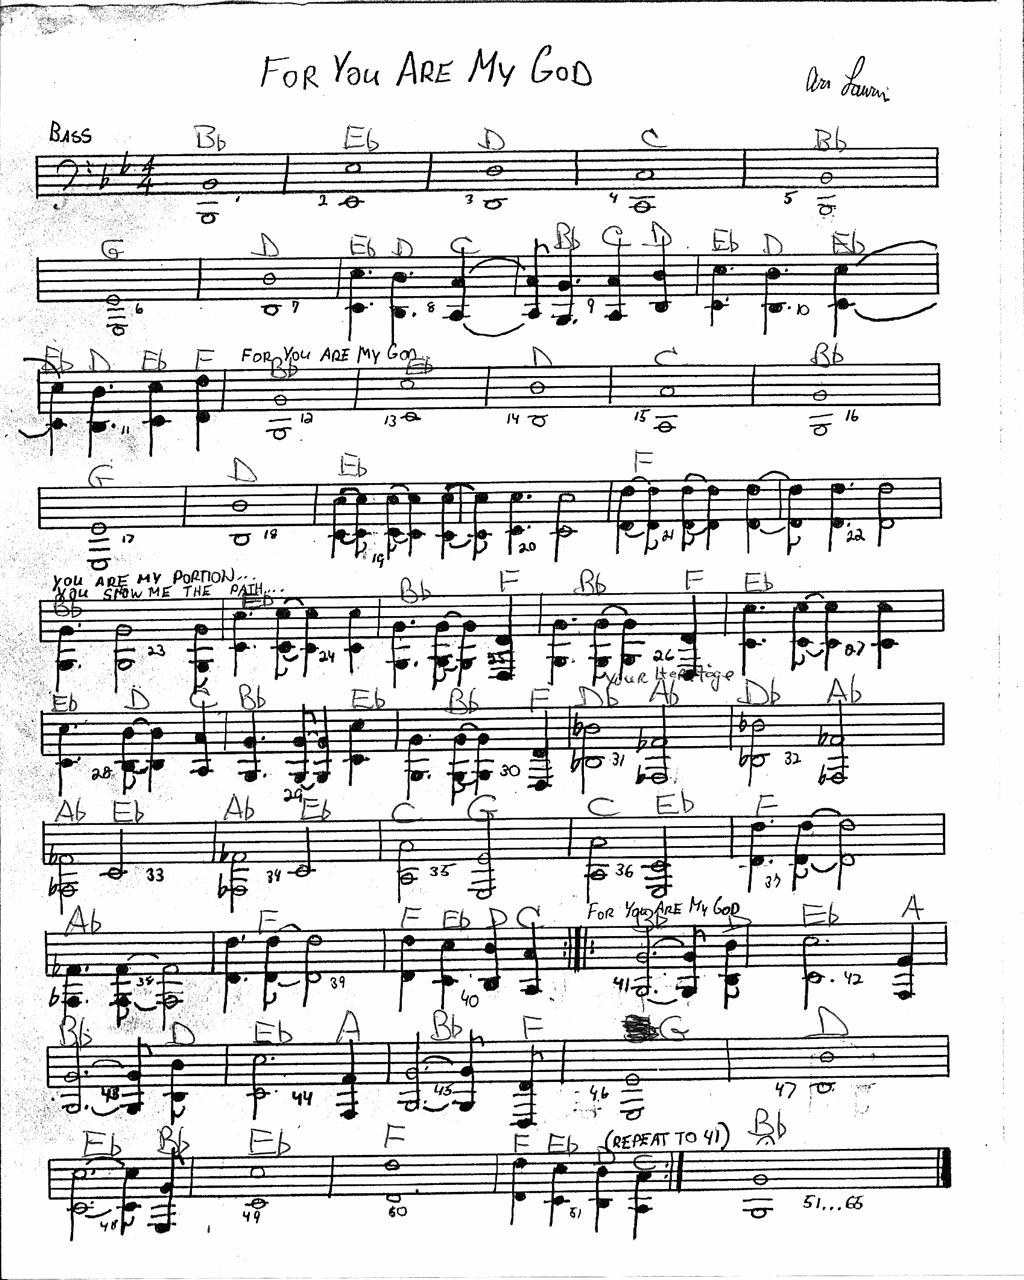 FOR YOU ARE MY GOD
Arr
BASS
Bb Eb D C Bb
4 4
1 2 3 4 5
G D Eb D C Bb C D Eb D Eb
6 7 8 9 10
Eb D Eb F FOR YOU ARE MY GOD Bb Eb D C Bb
11 12 13 14 15 16
G D Eb F
17 18 19 20 21 22
YOU ARE MY PORTION...
YOU SHOW ME THE PATH...
Bb Eb Bb F Bb F Eb
23 24 25 26 27
YOUR HERITAGE
Eb D C Bb Eb Bb F Db Ab Db Ab
28 29 30 31 32
Ab Eb Ab Eb C G C Eb F
33 34 35 36 37
FOR YOU ARE MY GOD
Ab F F Eb D C Bb D Eb A
38 39 40 41 42
Bb D Eb A Bb F G D
43 44 45 46 47
Eb Bb Eb F F Eb D C (REPEAT TO 41) Bb
48 49 50 51 51...65